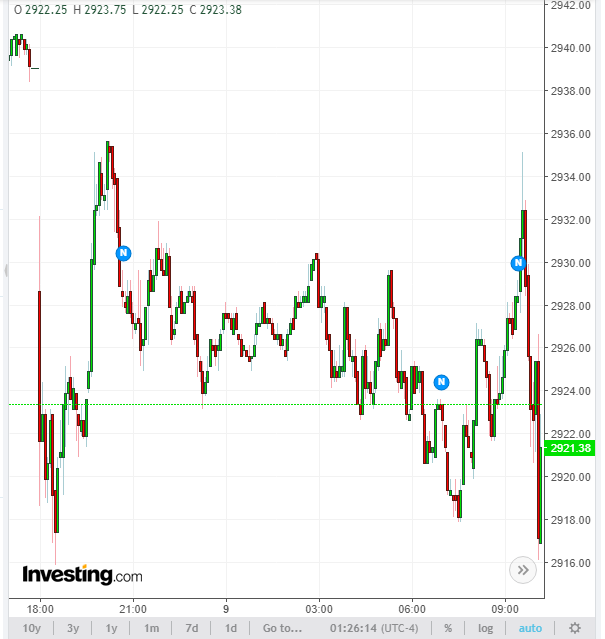 O 2922.25 H 2923.75 L 2922.25 C 2923.38
2942.00
2940.00
2938.00
2936.00
2934.00
2932.00
2930.00
2928.00
2926.00
2924.00
2922.00
2921.38
2920.00
2918.00
2916.00
N
N
N
Investing.com
18:00 21:00 9 03:00 06:00 09:00
10y 3y 1y 1m 7d 1d Go to... 01:26:14 (UTC-4) % log auto